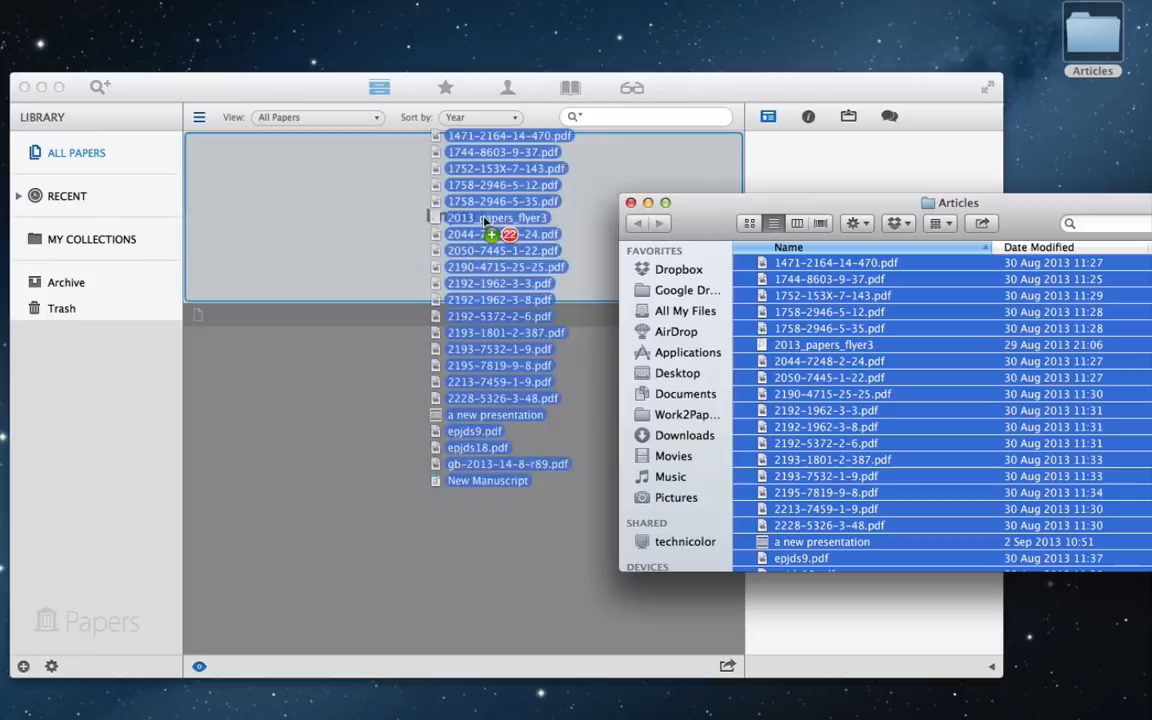 Articles
LIBRARY
View: All Papers
Sort by: Year
ALL PAPERS
RECENT
MY COLLECTIONS
Archive
Trash
Papers
1471-2164-14-470.pdf
1744-8603-9-37.pdf
1752-153X-7-143.pdf
1758-2946-5-12.pdf
1758-2946-5-35.pdf
2013_papers_flyer3
22
2050-7445-1-22.pdf
2190-4715-25-25.pdf
2192-1962-3-3.pdf
2192-1962-3-8.pdf
2192-5372-2-6.pdf
2193-1801-2-387.pdf
2193-7532-1-9.pdf
2195-7819-9-8.pdf
2213-7459-1-9.pdf
2228-5326-3-48.pdf
a new presentation
epjds9.pdf
epjds18.pdf
gb-2013-14-8-r89.pdf
New Manuscript
Articles
FAVORITES
Dropbox
Google Dr...
All My Files
AirDrop
Applications
Desktop
Documents
Work2Pap...
Downloads
Movies
Music
Pictures
SHARED
technicolor
DEVICES
Name Date Modified
1471-2164-14-470.pdf 30 Aug 2013 11:27
1744-8603-9-37.pdf 30 Aug 2013 11:25
1752-153X-7-143.pdf 30 Aug 2013 11:29
1758-2946-5-12.pdf 30 Aug 2013 11:28
1758-2946-5-35.pdf 30 Aug 2013 11:28
2013_papers_flyer3 29 Aug 2013 21:06
2044-7248-2-24.pdf 30 Aug 2013 11:27
2050-7445-1-22.pdf 30 Aug 2013 11:27
2190-4715-25-25.pdf 30 Aug 2013 11:30
2192-1962-3-3.pdf 30 Aug 2013 11:31
2192-1962-3-8.pdf 30 Aug 2013 11:31
2192-5372-2-6.pdf 30 Aug 2013 11:31
2193-1801-2-387.pdf 30 Aug 2013 11:33
2193-7532-1-9.pdf 30 Aug 2013 11:33
2195-7819-9-8.pdf 30 Aug 2013 11:34
2213-7459-1-9.pdf 30 Aug 2013 11:30
2228-5326-3-48.pdf 30 Aug 2013 11:30
a new presentation 2 Sep 2013 10:51
epjds9.pdf 30 Aug 2013 11:37